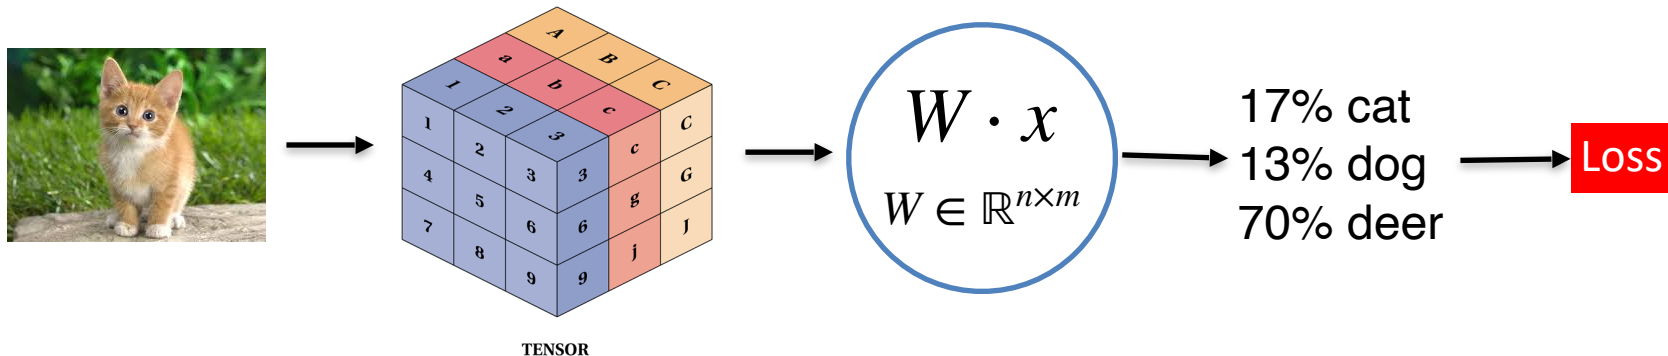 A
B
C
a
b
c
1
2
3
1
2
3
4
5
6
7
8
9
3
6
9
c
g
j
C
G
J
TENSOR
W · x
W ∈ ℝⁿˣᵐ
17% cat
13% dog
70% deer
Loss